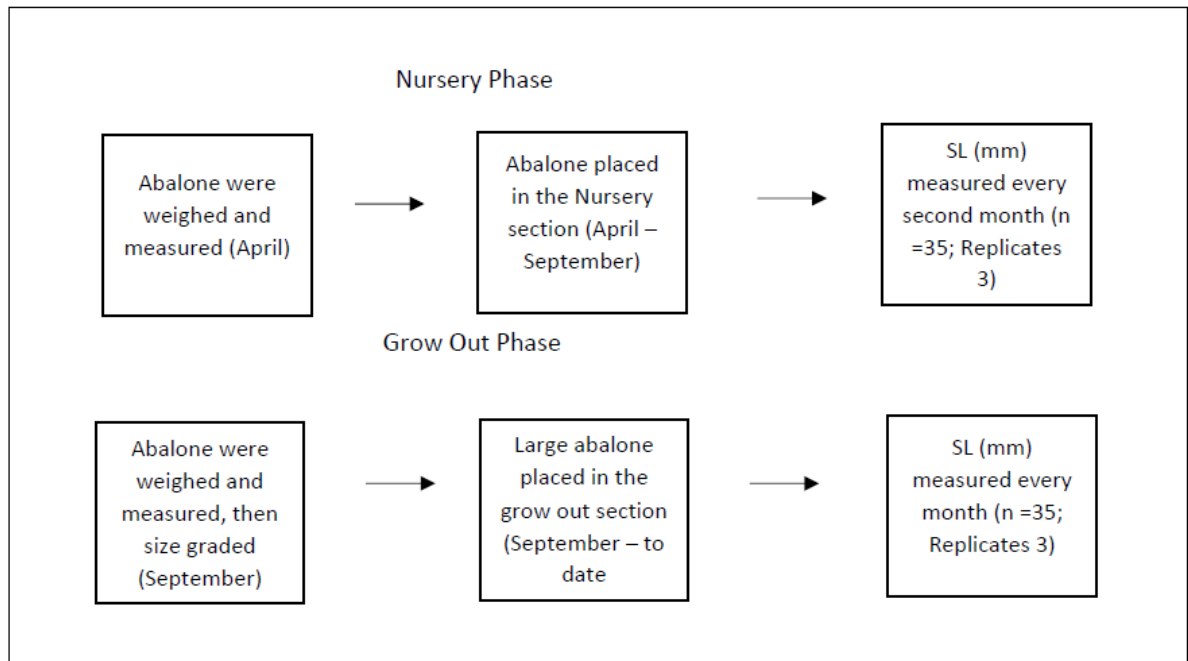 Nursery Phase
Abalone were
weighed and
measured (April)
Abalone placed
in the Nursery
section (April –
September)
SL (mm)
measured every
second month (n
=35; Replicates
3)
Grow Out Phase
Abalone were
weighed and
measured, then
size graded
(September)
Large abalone
placed in the
grow out section
(September – to
date
SL (mm)
measured every
month (n =35;
Replicates 3)